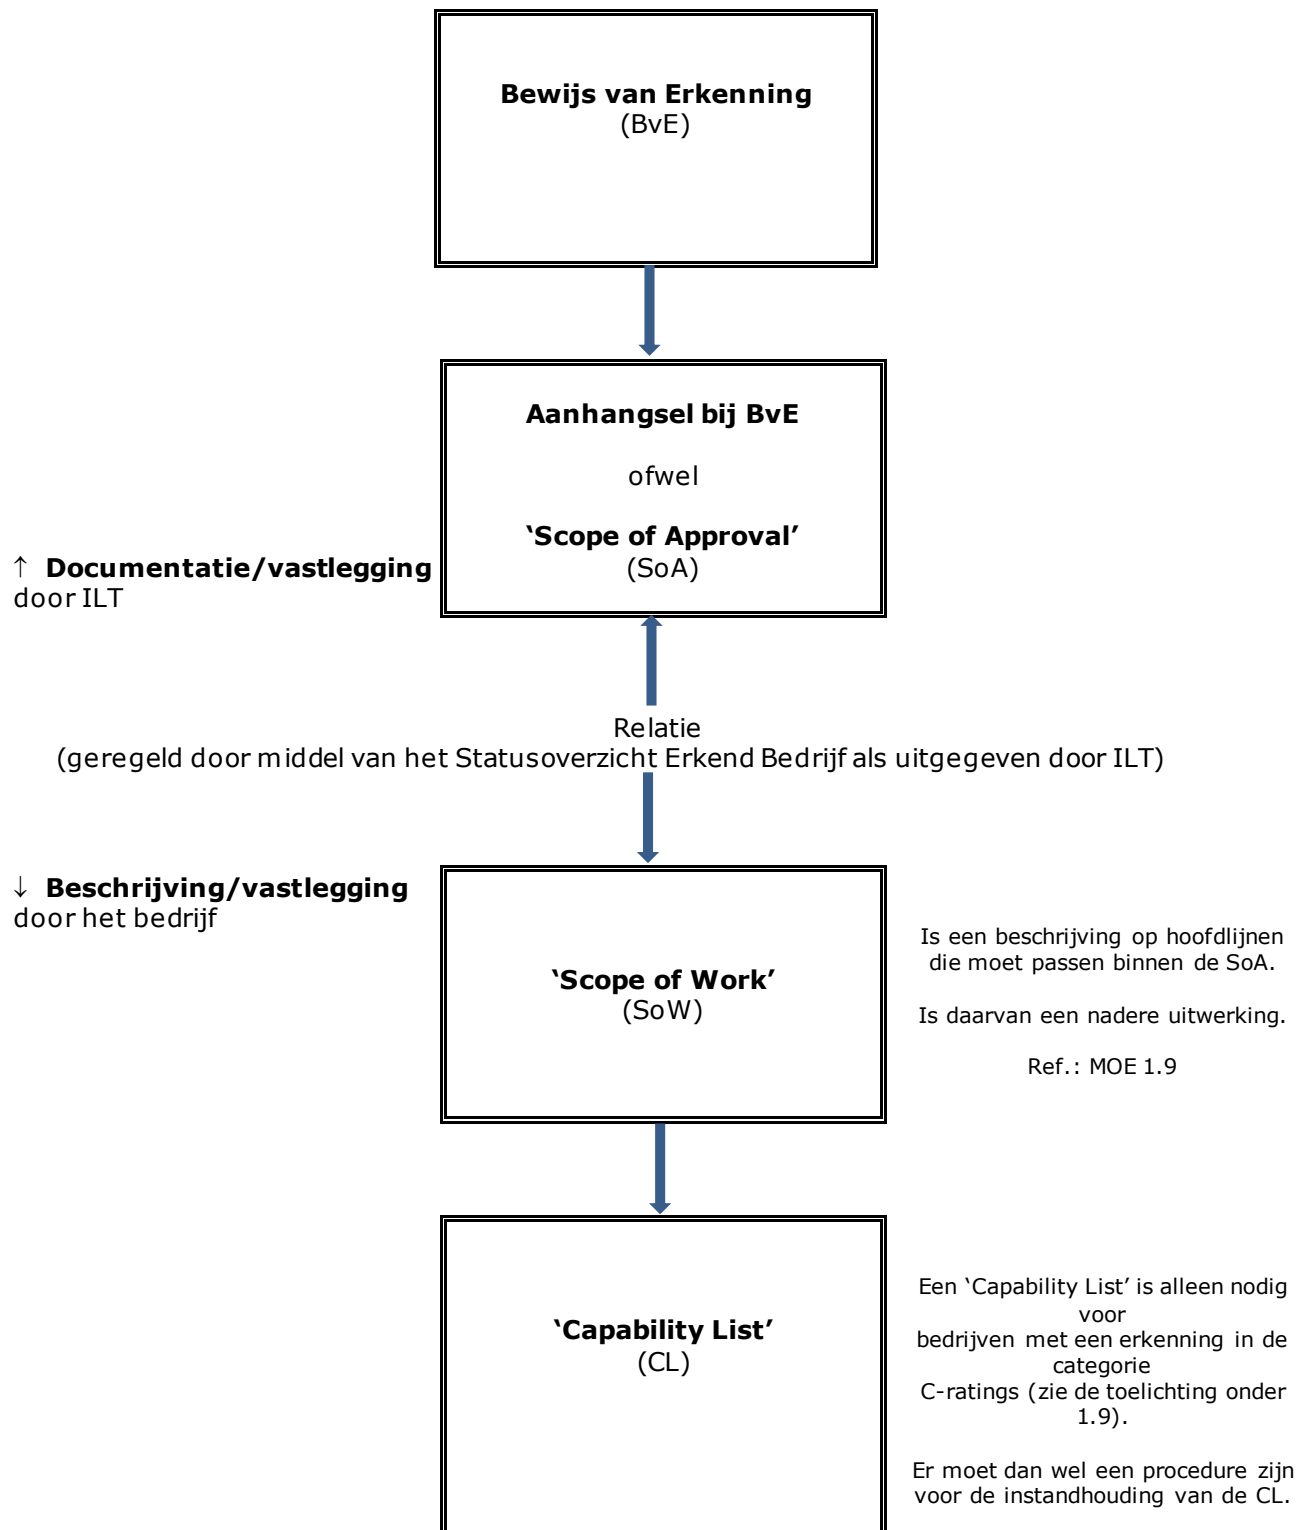 Bewijs van Erkenning
(BvE)
Aanhangsel bij BvE
ofwel
‘Scope of Approval’
(SoA)
↑ Documentatie/vastlegging
door ILT
Relatie
(geregeld door middel van het Statusoverzicht Erkend Bedrijf als uitgegeven door ILT)
↓ Beschrijving/vastlegging
door het bedrijf
‘Scope of Work’
(SoW)
Is een beschrijving op hoofdlijnen
die moet passen binnen de SoA.
Is daarvan een nadere uitwerking.
Ref.: MOE 1.9
‘Capability List’
(CL)
Een ‘Capability List’ is alleen nodig
voor
bedrijven met een erkenning in de
categorie
C-ratings (zie de toelichting onder
1.9).
Er moet dan wel een procedure zijn
voor de instandhouding van de CL.